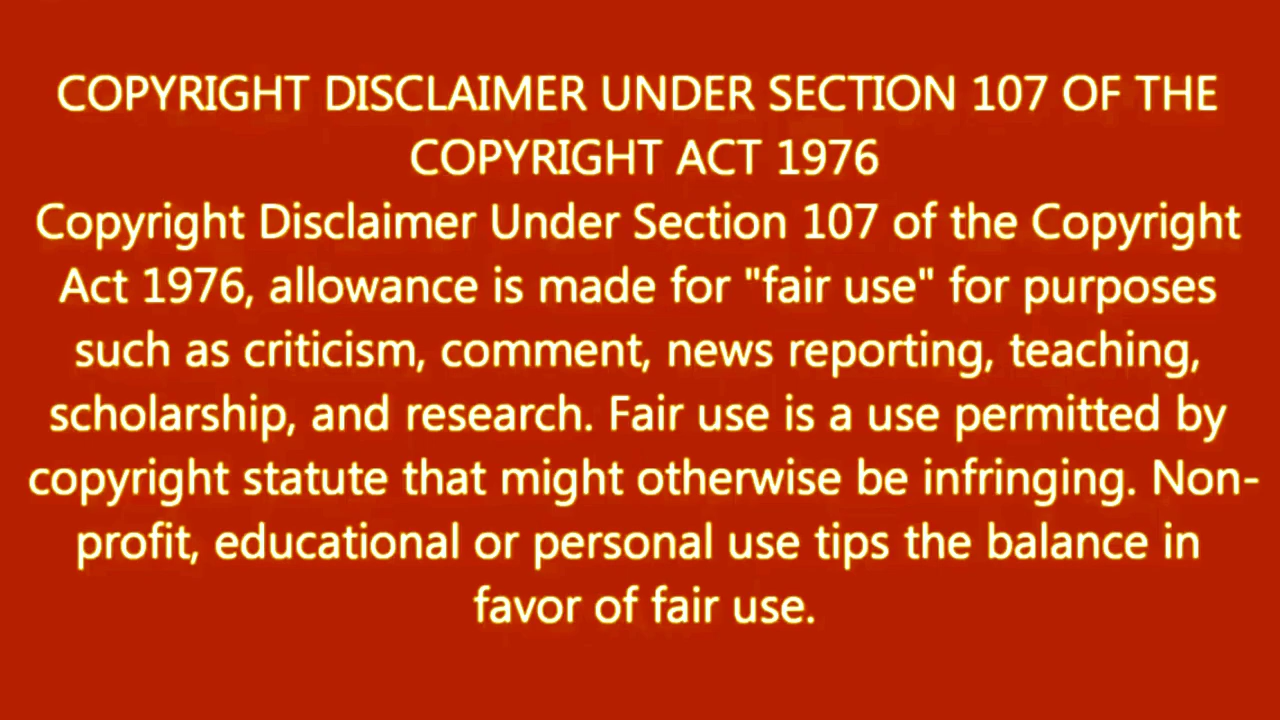 COPYRIGHT DISCLAIMER UNDER SECTION 107 OF THE
COPYRIGHT ACT 1976
Copyright Disclaimer Under Section 107 of the Copyright
Act 1976, allowance is made for "fair use" for purposes
such as criticism, comment, news reporting, teaching,
scholarship, and research. Fair use is a use permitted by
copyright statute that might otherwise be infringing. Non-
profit, educational or personal use tips the balance in
favor of fair use.